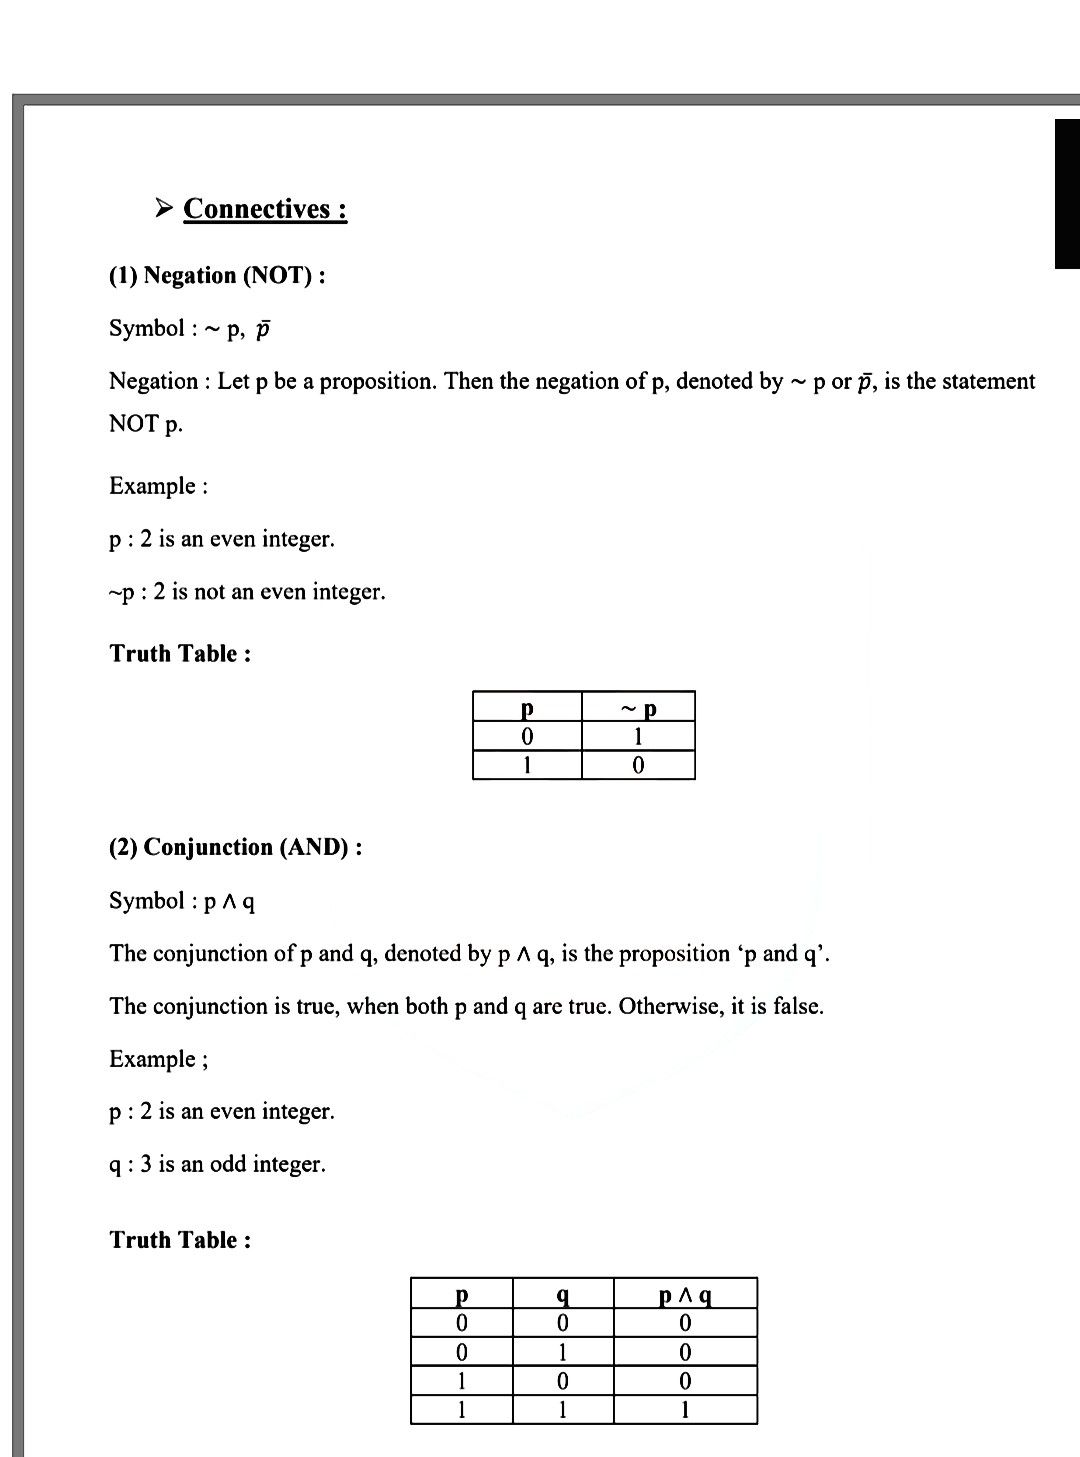 ➢ Connectives :
(1) Negation (NOT) :
Symbol : ~ p, p̄
Negation : Let p be a proposition. Then the negation of p, denoted by ~ p or p̄, is the statement
NOT p.
Example :
p : 2 is an even integer.
~p : 2 is not an even integer.
Truth Table :
p ~ p
0 1
1 0
(2) Conjunction (AND) :
Symbol : p ∧ q
The conjunction of p and q, denoted by p ∧ q, is the proposition ‘p and q’.
The conjunction is true, when both p and q are true. Otherwise, it is false.
Example ;
p : 2 is an even integer.
q : 3 is an odd integer.
Truth Table :
p q p ∧ q
0 0 0
0 1 0
1 0 0
1 1 1